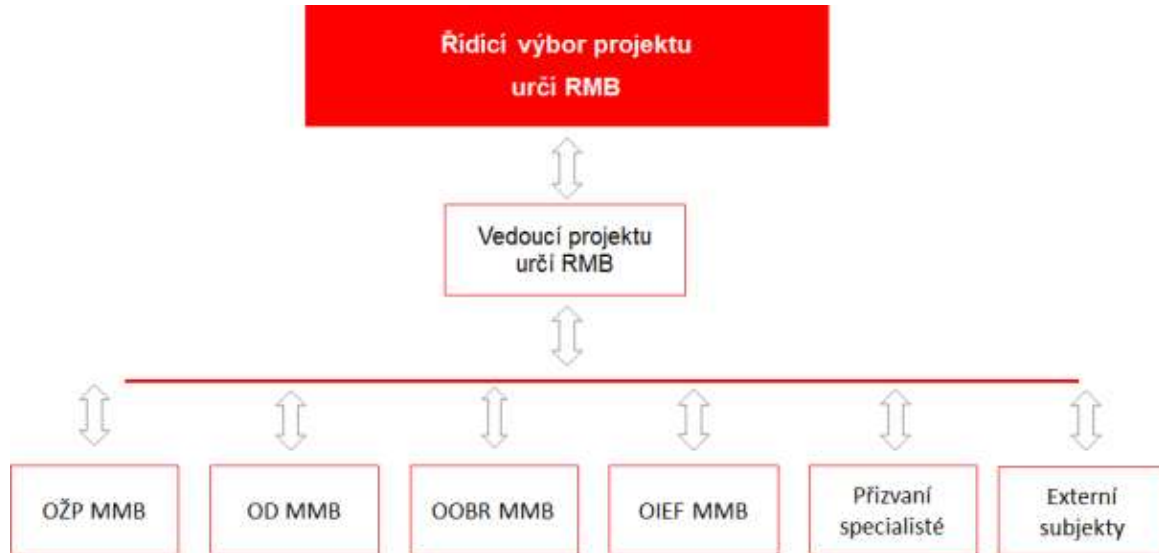 Řídící výbor projektu
určí RMB
Vedoucí projektu
určí RMB
OŽP MMB
OD MMB
OOBR MMB
OIEF MMB
Přizvaní
specialisté
Externí
subjekty